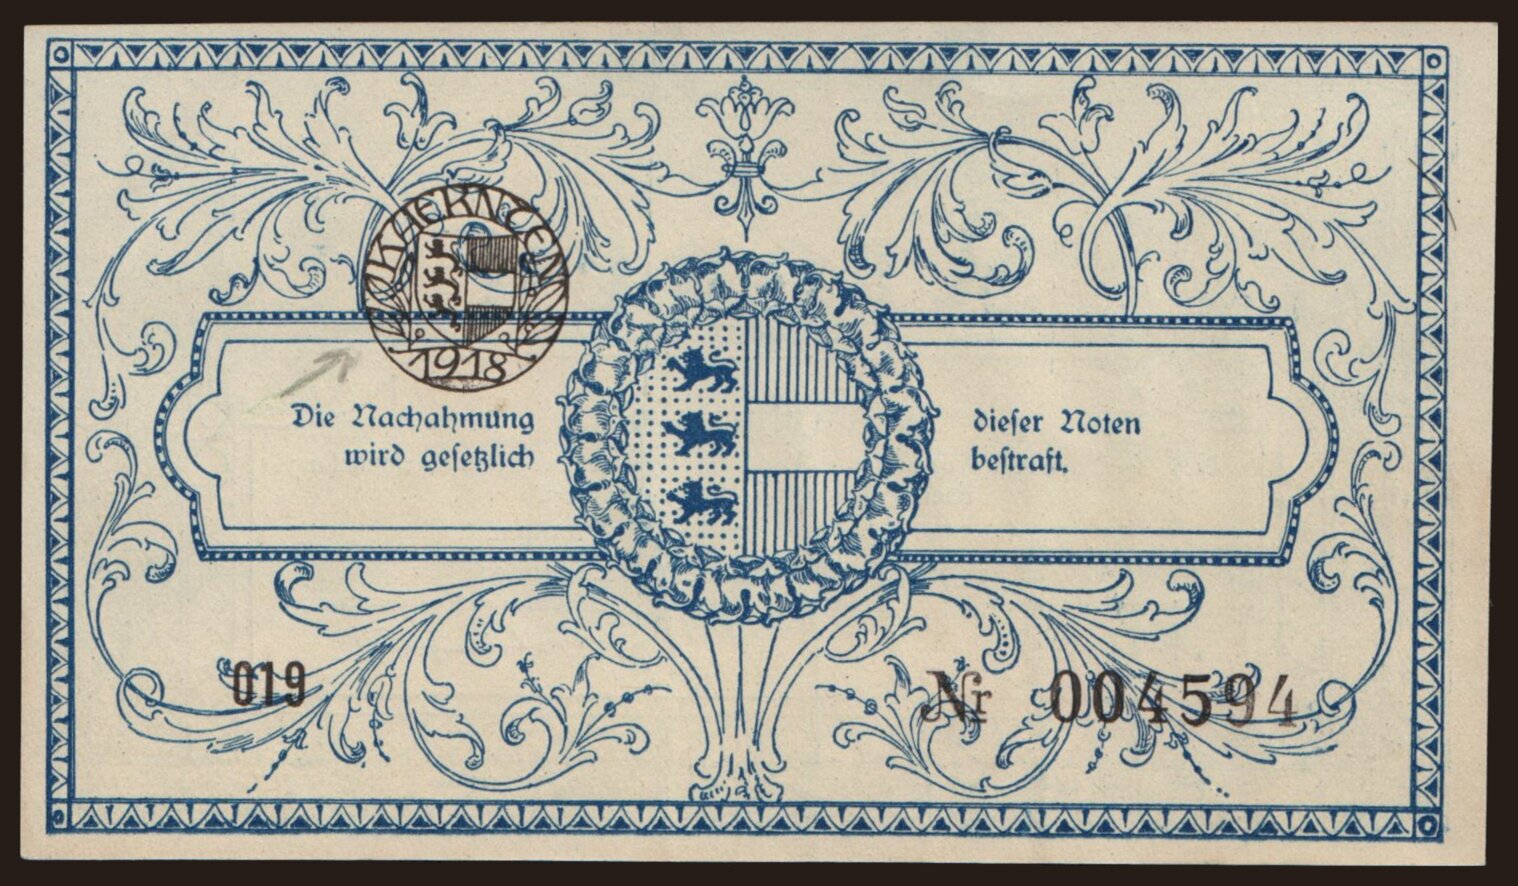 KAERNTEN
1918
Die Nachahmung
wird gesetzlich
dieser Noten
bestraft.
019
Nr 004594